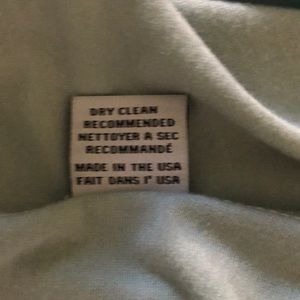 DRY CLEAN
RECOMMENDED
NETTOYER A SEC
RECOMMANDÉ
MADE IN THE USA
FAIT DANS I' USA